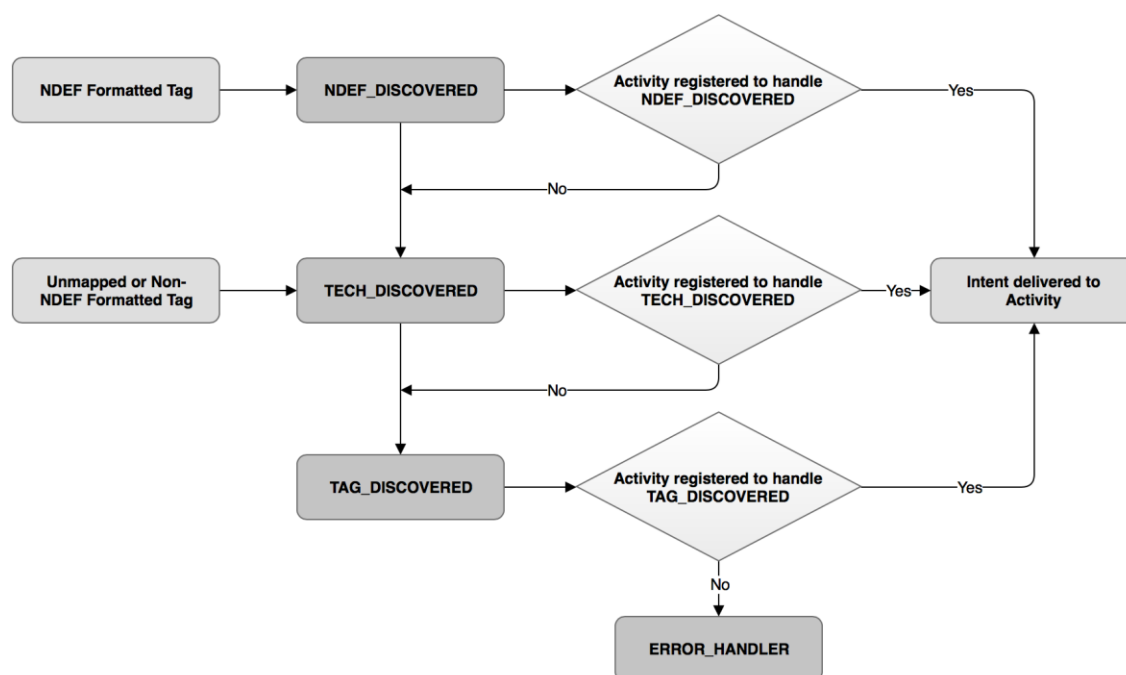 NDEF Formatted Tag
NDEF_DISCOVERED
Activity registered to handle
NDEF_DISCOVERED
Yes
No
Unmapped or Non-
NDEF Formatted Tag
TECH_DISCOVERED
Activity registered to handle
TECH_DISCOVERED
Yes
Intent delivered to
Activity
No
TAG_DISCOVERED
Activity registered to handle
TAG_DISCOVERED
Yes
No
ERROR_HANDLER